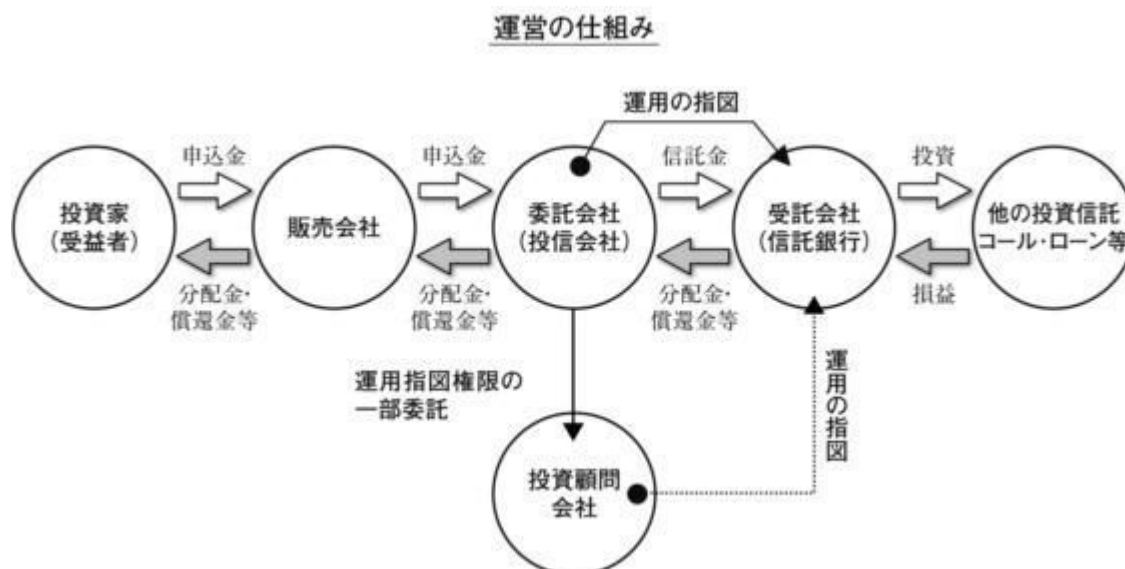 運営の仕組み
運用の指図
申込金
申込金
信託金
投資
投資家
(受益者)
販売会社
委託会社
(投信会社)
受託会社
(信託銀行)
他の投資信託
コール・ローン等
分配金・
償還金等
分配金・
償還金等
分配金・
償還金等
損益
運用指図権限の
一部委託
運用の指図
投資顧問
会社